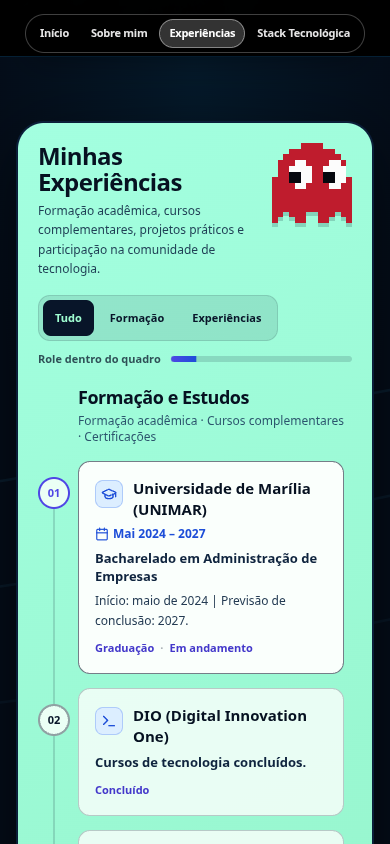 Início Sobre mim Experiências Stack Tecnológica
Minhas
Experiências
Formação acadêmica, cursos
complementares, projetos práticos e
participação na comunidade de
tecnologia.
Tudo Formação Experiências
Role dentro do quadro
Formação e Estudos
Formação acadêmica · Cursos complementares
· Certificações
01
Universidade de Marília
(UNIMAR)
Mai 2024 – 2027
Bacharelado em Administração de
Empresas
Início: maio de 2024 | Previsão de
conclusão: 2027.
Graduação · Em andamento
02
DIO (Digital Innovation
One)
Cursos de tecnologia concluídos.
Concluído